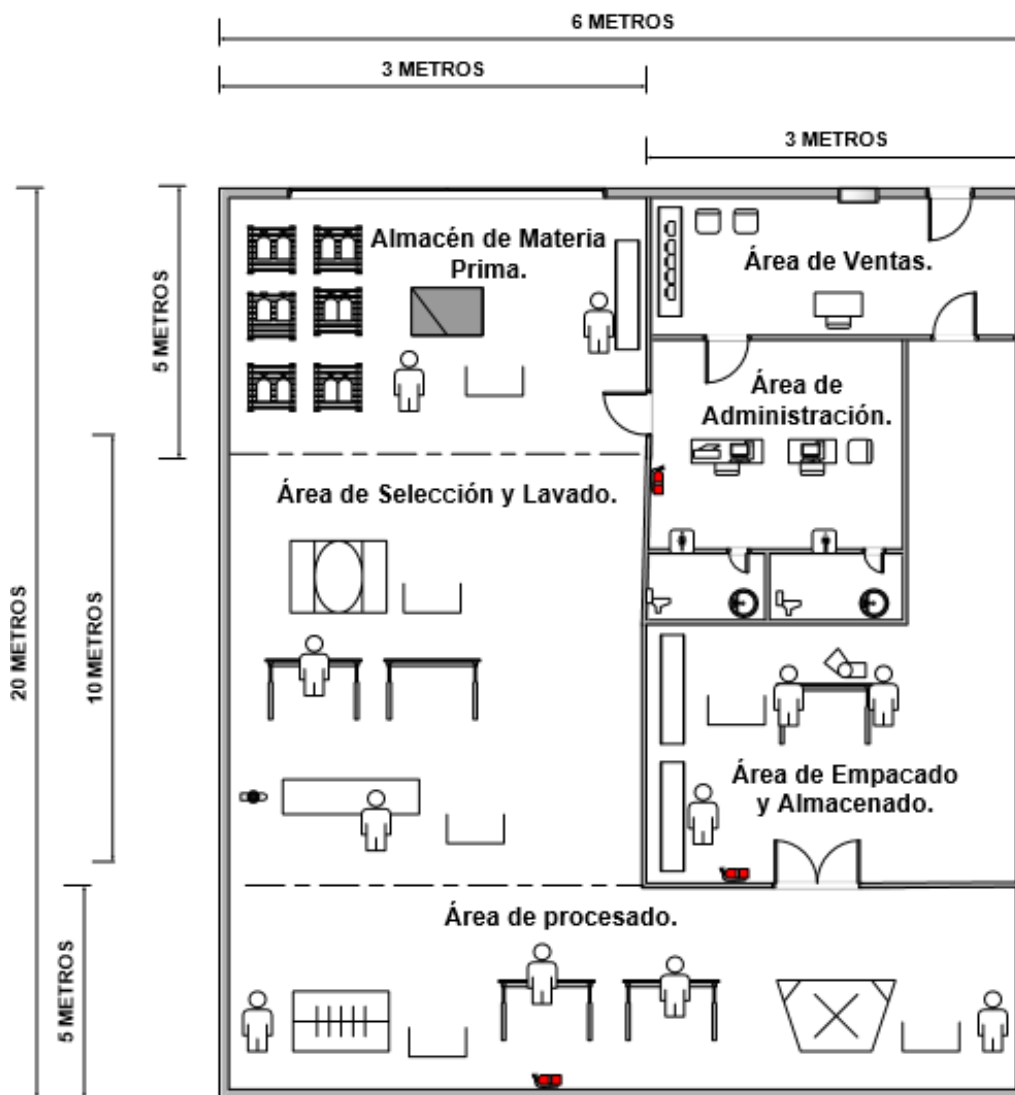 6 METROS
3 METROS
3 METROS
5 METROS
20 METROS
10 METROS
5 METROS
Almacén de Materia
Prima.
Área de Ventas.
Área de
Administración.
Área de Selección y Lavado.
Área de Empacado
y Almacenado.
Área de procesado.